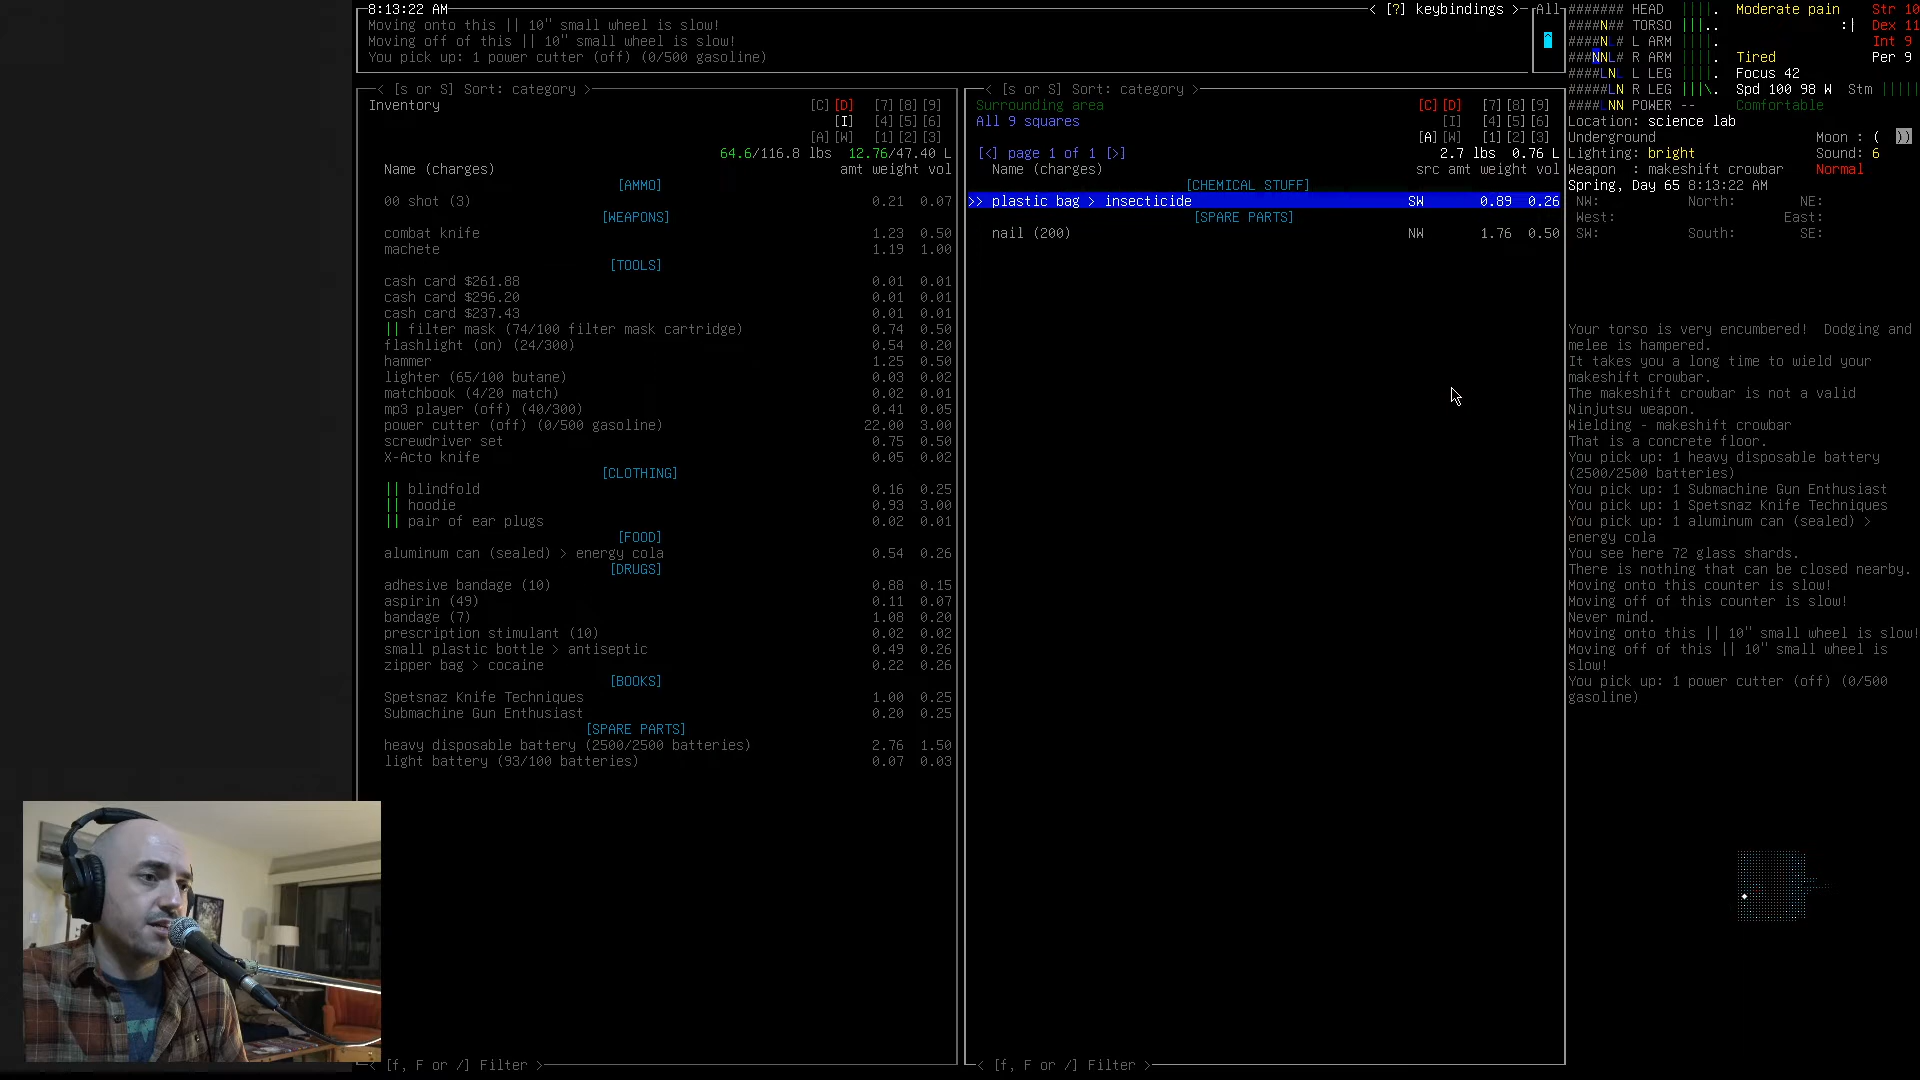 8:13:22 AM
< [?] keybindings >
All
Moving onto this || 10" small wheel is slow!
Moving off of this || 10" small wheel is slow!
You pick up: 1 power cutter (off) (0/500 gasoline)
< [s or S] Sort: category >
Inventory
[C] [D] [7] [8] [9]
[I] [4] [5] [6]
[A] [W] [1] [2] [3]
64.6/116.8 lbs 12.76/47.40 L
Name (charges) amt weight vol
[AMMO]
00 shot (3) 0.21 0.07
[WEAPONS]
combat knife 1.23 0.50
machete 1.19 1.00
[TOOLS]
cash card $261.88 0.01 0.01
cash card $296.20 0.01 0.01
cash card $237.43 0.01 0.01
|| filter mask (74/100 filter mask cartridge) 0.74 0.50
flashlight (on) (24/300) 0.54 0.20
hammer 1.25 0.50
lighter (65/100 butane) 0.03 0.02
matchbook (4/20 match) 0.02 0.01
mp3 player (off) (40/300) 0.41 0.05
power cutter (off) (0/500 gasoline) 22.00 3.00
screwdriver set 0.75 0.50
X-Acto knife 0.05 0.02
[CLOTHING]
|| blindfold 0.16 0.25
|| hoodie 0.93 3.00
|| pair of ear plugs 0.02 0.01
[FOOD]
aluminum can (sealed) > energy cola 0.54 0.26
[DRUGS]
adhesive bandage (10) 0.88 0.15
aspirin (49) 0.11 0.07
bandage (7) 1.08 0.20
prescription stimulant (10) 0.02 0.02
small plastic bottle > antiseptic 0.49 0.26
zipper bag > cocaine 0.22 0.26
[BOOKS]
Spetsnaz Knife Techniques 1.00 0.25
Submachine Gun Enthusiast 0.20 0.25
[SPARE PARTS]
heavy disposable battery (2500/2500 batteries) 2.76 1.50
light battery (93/100 batteries) 0.07 0.03
< [f, F or /] Filter >
< [s or S] Sort: category >
Surrounding area
[C] [D] [7] [8] [9]
All 9 squares
[I] [4] [5] [6]
[A] [W] [1] [2] [3]
[<] page 1 of 1 [>] 2.7 lbs 0.76 L
Name (charges) src amt weight vol
[CHEMICAL STUFF]
>> plastic bag > insecticide SW 0.89 0.26
[SPARE PARTS]
nail (200) NW 1.76 0.50
< [f, F or /] Filter >
HEAD ||||. Moderate pain Str 10
TORSO |||.. :| Dex 11
L ARM ||||. Int 9
R ARM ||||. Tired Per 9
L LEG ||||. Focus 42
R LEG |||\. Spd 100 98 W Stm |||||
POWER -- Comfortable
Location: science lab
Underground Moon : ( ))
Lighting: bright Sound: 6
Weapon : makeshift crowbar Normal
Spring, Day 65 8:13:22 AM
NW: North: NE:
West: East:
SW: South: SE:
Your torso is very encumbered! Dodging and
melee is hampered.
It takes you a long time to wield your
makeshift crowbar.
The makeshift crowbar is not a valid
Ninjutsu weapon.
Wielding - makeshift crowbar
That is a concrete floor.
You pick up: 1 heavy disposable battery
(2500/2500 batteries)
You pick up: 1 Submachine Gun Enthusiast
You pick up: 1 Spetsnaz Knife Techniques
You pick up: 1 aluminum can (sealed) >
energy cola
You see here 72 glass shards.
There is nothing that can be closed nearby.
Moving onto this counter is slow!
Moving off of this counter is slow!
Never mind.
Moving onto this || 10" small wheel is slow!
Moving off of this || 10" small wheel is
slow!
You pick up: 1 power cutter (off) (0/500
gasoline)